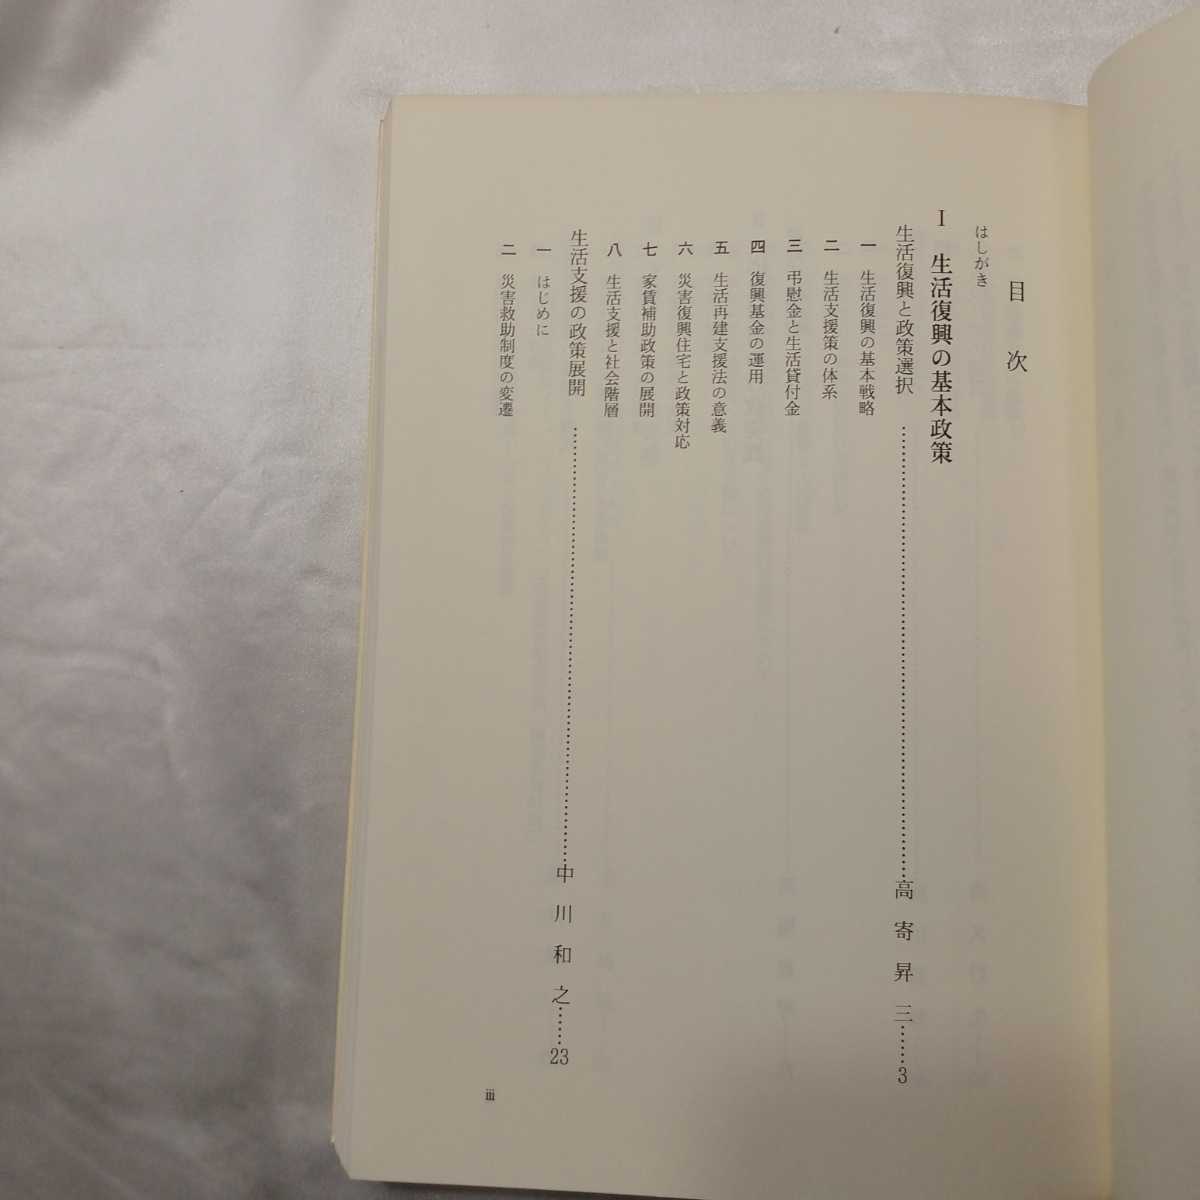 目次
はしがき
Ⅰ 生活復興の基本政策
生活復興と政策選択……高寄昇三……3
一 生活復興の基本戦略
二 生活支援策の体系
三 弔慰金と生活貸付金
四 復興基金の運用
五 生活再建支援法の意義
六 災害復興住宅と政策対応
七 家賃補助政策の展開
八 生活支援と社会階層
生活支援の政策展開……中川和之……23
一 はじめに
二 災害救助制度の変遷
ⅲ